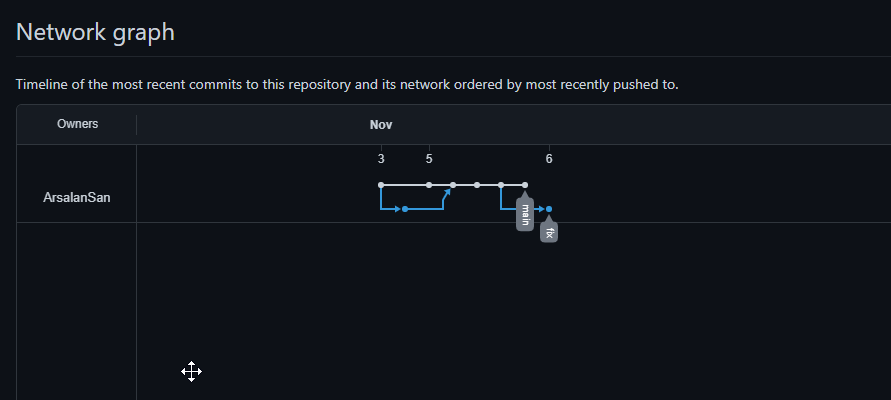 Network graph
Timeline of the most recent commits to this repository and its network ordered by most recently pushed to.
Owners
Nov
3 5 6
ArsalanSan
main
fix